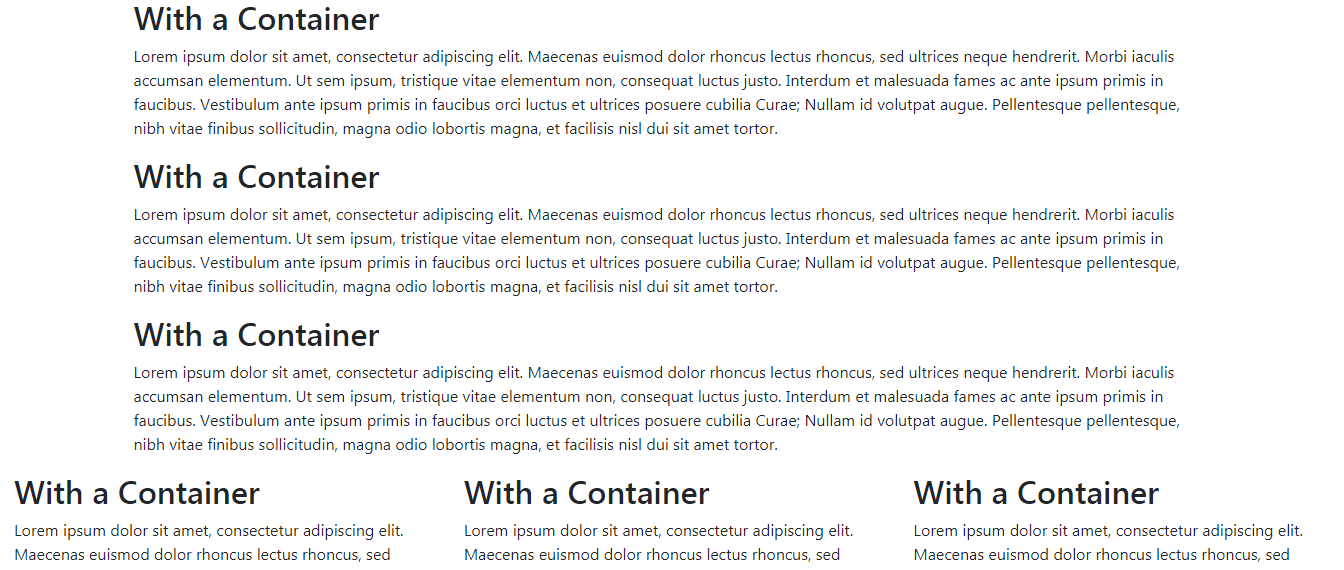 With a Container
Lorem ipsum dolor sit amet, consectetur adipiscing elit. Maecenas euismod dolor rhoncus lectus rhoncus, sed ultrices neque hendrerit. Morbi iaculis
accumsan elementum. Ut sem ipsum, tristique vitae elementum non, consequat luctus justo. Interdum et malesuada fames ac ante ipsum primis in
faucibus. Vestibulum ante ipsum primis in faucibus orci luctus et ultrices posuere cubilia Curae; Nullam id volutpat augue. Pellentesque pellentesque,
nibh vitae finibus sollicitudin, magna odio lobortis magna, et facilisis nisl dui sit amet tortor.
With a Container
Lorem ipsum dolor sit amet, consectetur adipiscing elit. Maecenas euismod dolor rhoncus lectus rhoncus, sed ultrices neque hendrerit. Morbi iaculis
accumsan elementum. Ut sem ipsum, tristique vitae elementum non, consequat luctus justo. Interdum et malesuada fames ac ante ipsum primis in
faucibus. Vestibulum ante ipsum primis in faucibus orci luctus et ultrices posuere cubilia Curae; Nullam id volutpat augue. Pellentesque pellentesque,
nibh vitae finibus sollicitudin, magna odio lobortis magna, et facilisis nisl dui sit amet tortor.
With a Container
Lorem ipsum dolor sit amet, consectetur adipiscing elit. Maecenas euismod dolor rhoncus lectus rhoncus, sed ultrices neque hendrerit. Morbi iaculis
accumsan elementum. Ut sem ipsum, tristique vitae elementum non, consequat luctus justo. Interdum et malesuada fames ac ante ipsum primis in
faucibus. Vestibulum ante ipsum primis in faucibus orci luctus et ultrices posuere cubilia Curae; Nullam id volutpat augue. Pellentesque pellentesque,
nibh vitae finibus sollicitudin, magna odio lobortis magna, et facilisis nisl dui sit amet tortor.
With a Container
Lorem ipsum dolor sit amet, consectetur adipiscing elit.
Maecenas euismod dolor rhoncus lectus rhoncus, sed
With a Container
Lorem ipsum dolor sit amet, consectetur adipiscing elit.
Maecenas euismod dolor rhoncus lectus rhoncus, sed
With a Container
Lorem ipsum dolor sit amet, consectetur adipiscing elit.
Maecenas euismod dolor rhoncus lectus rhoncus, sed